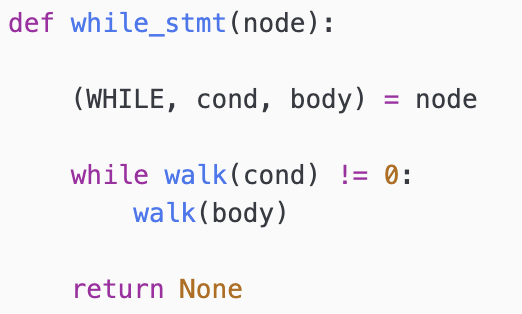 def while_stmt(node):
    (WHILE, cond, body) = node
    while walk(cond) != 0:
        walk(body)
    return None